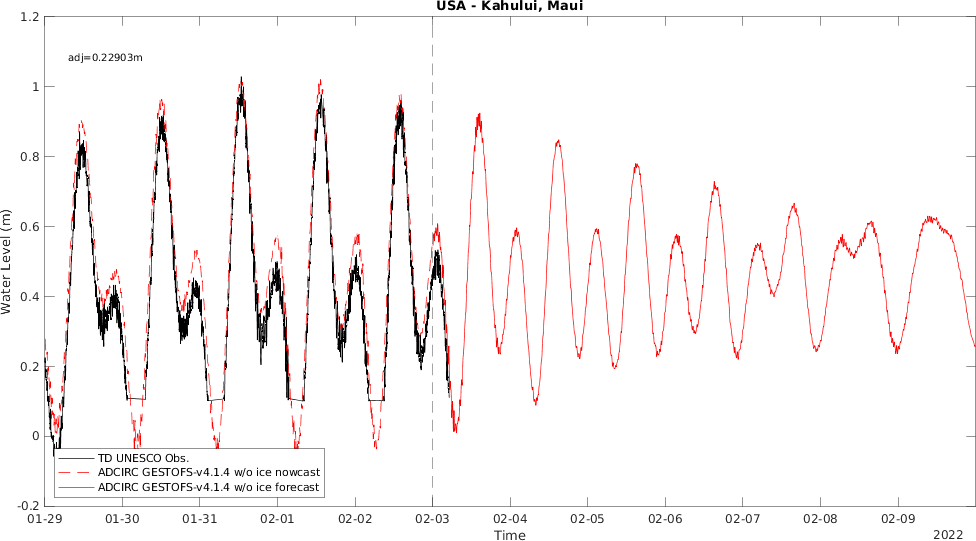 USA - Kahului, Maui
adj=0.22903m
1.2
1
0.8
0.6
0.4
0.2
0
-0.2
Water Level (m)
TD UNESCO Obs.
ADCIRC GESTOFS-v4.1.4 w/o ice nowcast
ADCIRC GESTOFS-v4.1.4 w/o ice forecast
01-29 01-30 01-31 02-01 02-02 02-03 02-04 02-05 02-06 02-07 02-08 02-09
Time
2022